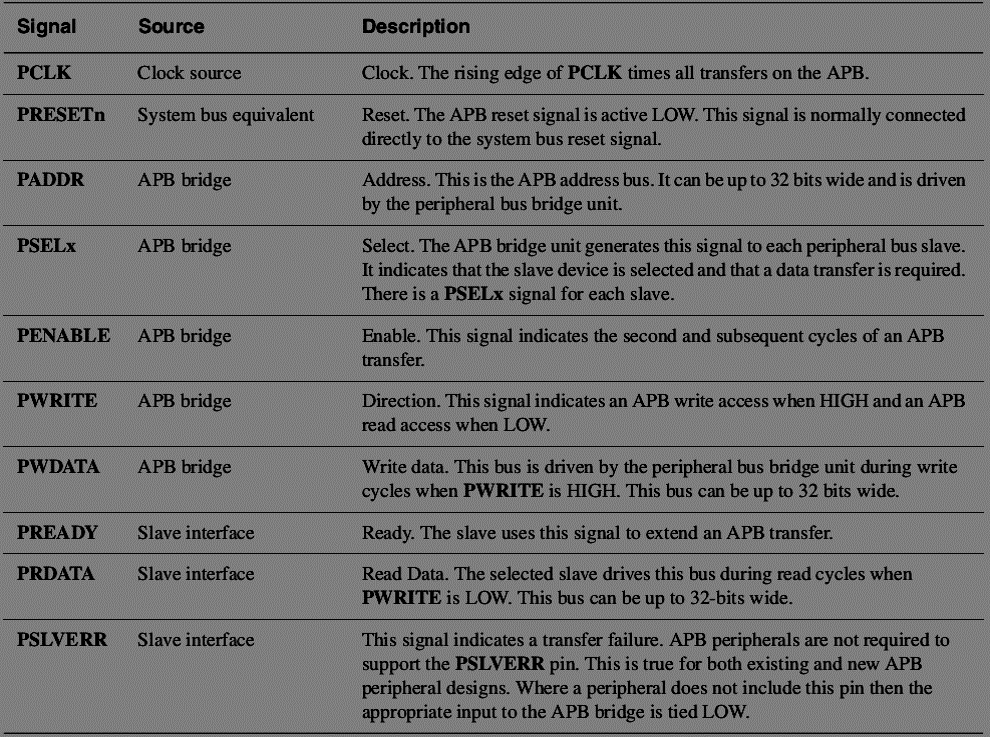 Signal Source Description
PCLK Clock source Clock. The rising edge of PCLK times all transfers on the APB.
PRESETn System bus equivalent Reset. The APB reset signal is active LOW. This signal is normally connected
directly to the system bus reset signal.
PADDR APB bridge Address. This is the APB address bus. It can be up to 32 bits wide and is driven
by the peripheral bus bridge unit.
PSELx APB bridge Select. The APB bridge unit generates this signal to each peripheral bus slave.
It indicates that the slave device is selected and that a data transfer is required.
There is a PSELx signal for each slave.
PENABLE APB bridge Enable. This signal indicates the second and subsequent cycles of an APB
transfer.
PWRITE APB bridge Direction. This signal indicates an APB write access when HIGH and an APB
read access when LOW.
PWDATA APB bridge Write data. This bus is driven by the peripheral bus bridge unit during write
cycles when PWRITE is HIGH. This bus can be up to 32 bits wide.
PREADY Slave interface Ready. The slave uses this signal to extend an APB transfer.
PRDATA Slave interface Read Data. The selected slave drives this bus during read cycles when
PWRITE is LOW. This bus can be up to 32-bits wide.
PSLVERR Slave interface This signal indicates a transfer failure. APB peripherals are not required to
support the PSLVERR pin. This is true for both existing and new APB
peripheral designs. Where a peripheral does not include this pin then the
appropriate input to the APB bridge is tied LOW.